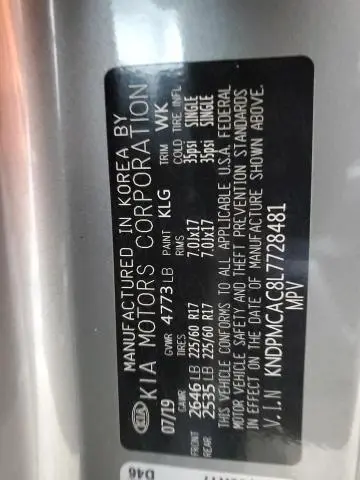 MANUFACTURED IN KOREA BY
KIA KIA MOTORS CORPORATION
07/19 GVWR 4773 LB PAINT KLG TRIM WK
GAWR RIMS COLD TIRE INFL
FRONT 2646 LB 225/60 R17 7.0JX17 35psi SINGLE
REAR 2535 LB 225/60 R17 7.0JX17 35psi SINGLE
THIS VEHICLE CONFORMS TO ALL APPLICABLE U.S.A. FEDERAL
MOTOR VEHICLE SAFETY AND THEFT PREVENTION STANDARDS
IN EFFECT ON THE DATE OF MANUFACTURE SHOWN ABOVE.
V.I.N KNDPMCAC8L7728481
MPV
D46